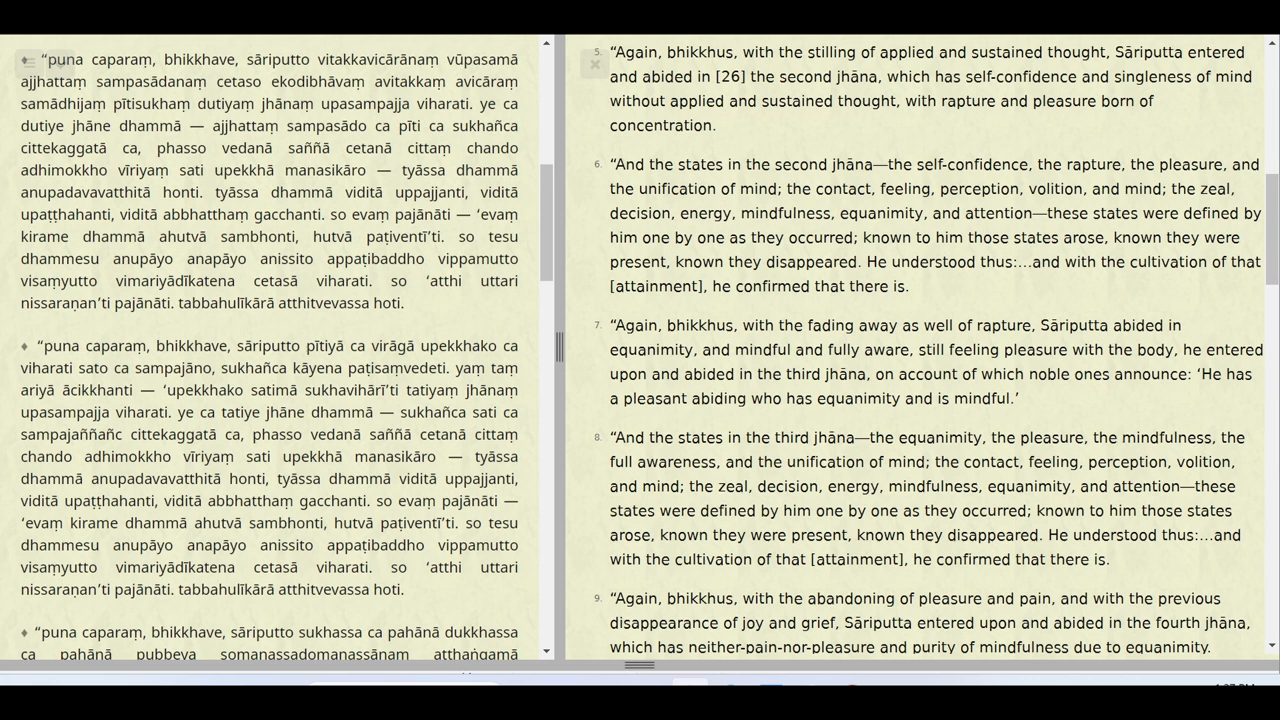 ♦ “puna caparaṃ, bhikkhave, sāriputto vitakkavicārānaṃ vūpasamā
ajjhattaṃ sampasādanaṃ cetaso ekodibhāvaṃ avitakkaṃ avicāraṃ
samādhijaṃ pītisukhaṃ dutiyaṃ jhānaṃ upasampajja viharati. ye ca
dutiye jhāne dhammā — ajjhattaṃ sampasādo ca pīti ca sukhañca
cittekaggatā ca, phasso vedanā saññā cetanā cittaṃ chando
adhimokkho vīriyaṃ sati upekkhā manasikāro — tyāssa dhammā
anupadavavatthitā honti. tyāssa dhammā viditā uppajjanti, viditā
upaṭṭhahanti, viditā abbhatthaṃ gacchanti. so evaṃ pajānāti — ‘evaṃ
kirame dhammā ahutvā sambhonti, hutvā paṭiventī’ti. so tesu
dhammesu anupāyo anapāyo anissito appaṭibaddho vippamutto
visaṃyutto vimariyādīkatena cetasā viharati. so ‘atthi uttari
nissaraṇan’ti pajānāti. tabbahulīkārā atthitvevassa hoti.
♦ “puna caparaṃ, bhikkhave, sāriputto pītiyā ca virāgā upekkhako ca
viharati sato ca sampajāno, sukhañca kāyena paṭisaṃvedeti. yaṃ taṃ
ariyā ācikkhanti — ‘upekkhako satimā sukhavihārī’ti tatiyaṃ jhānaṃ
upasampajja viharati. ye ca tatiye jhāne dhammā — sukhañca sati ca
sampajaññañc cittekaggatā ca, phasso vedanā saññā cetanā cittaṃ
chando adhimokkho vīriyaṃ sati upekkhā manasikāro — tyāssa
dhammā anupadavavatthitā honti, tyāssa dhammā viditā uppajjanti,
viditā upaṭṭhahanti, viditā abbhatthaṃ gacchanti. so evaṃ pajānāti —
‘evaṃ kirame dhammā ahutvā sambhonti, hutvā paṭiventī’ti. so tesu
dhammesu anupāyo anapāyo anissito appaṭibaddho vippamutto
visaṃyutto vimariyādīkatena cetasā viharati. so ‘atthi uttari
nissaraṇan’ti pajānāti. tabbahulīkārā atthitvevassa hoti.
♦ “puna caparaṃ, bhikkhave, sāriputto sukhassa ca pahānā dukkhassa
ca pahānā pubbeva somanassadomanassānaṃ atthaṅgamā
5. “Again, bhikkhus, with the stilling of applied and sustained thought, Sāriputta entered
and abided in [26] the second jhāna, which has self-confidence and singleness of mind
without applied and sustained thought, with rapture and pleasure born of
concentration.
6. “And the states in the second jhāna—the self-confidence, the rapture, the pleasure, and
the unification of mind; the contact, feeling, perception, volition, and mind; the zeal,
decision, energy, mindfulness, equanimity, and attention—these states were defined by
him one by one as they occurred; known to him those states arose, known they were
present, known they disappeared. He understood thus:…and with the cultivation of that
[attainment], he confirmed that there is.
7. “Again, bhikkhus, with the fading away as well of rapture, Sāriputta abided in
equanimity, and mindful and fully aware, still feeling pleasure with the body, he entered
upon and abided in the third jhāna, on account of which noble ones announce: ‘He has
a pleasant abiding who has equanimity and is mindful.’
8. “And the states in the third jhāna—the equanimity, the pleasure, the mindfulness, the
full awareness, and the unification of mind; the contact, feeling, perception, volition,
and mind; the zeal, decision, energy, mindfulness, equanimity, and attention—these
states were defined by him one by one as they occurred; known to him those states
arose, known they were present, known they disappeared. He understood thus:…and
with the cultivation of that [attainment], he confirmed that there is.
9. “Again, bhikkhus, with the abandoning of pleasure and pain, and with the previous
disappearance of joy and grief, Sāriputta entered upon and abided in the fourth jhāna,
which has neither-pain-nor-pleasure and purity of mindfulness due to equanimity.